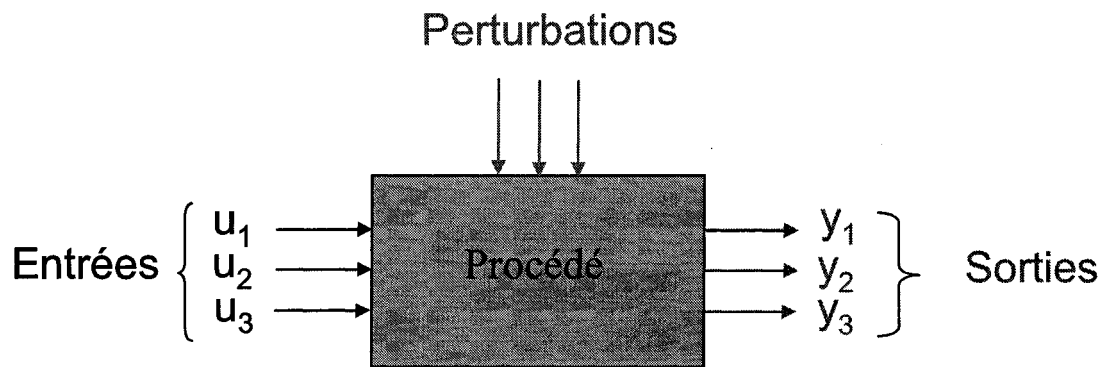 Perturbations
Entrées
u₁
u₂
u₃
Procédé
y₁
y₂
y₃
Sorties